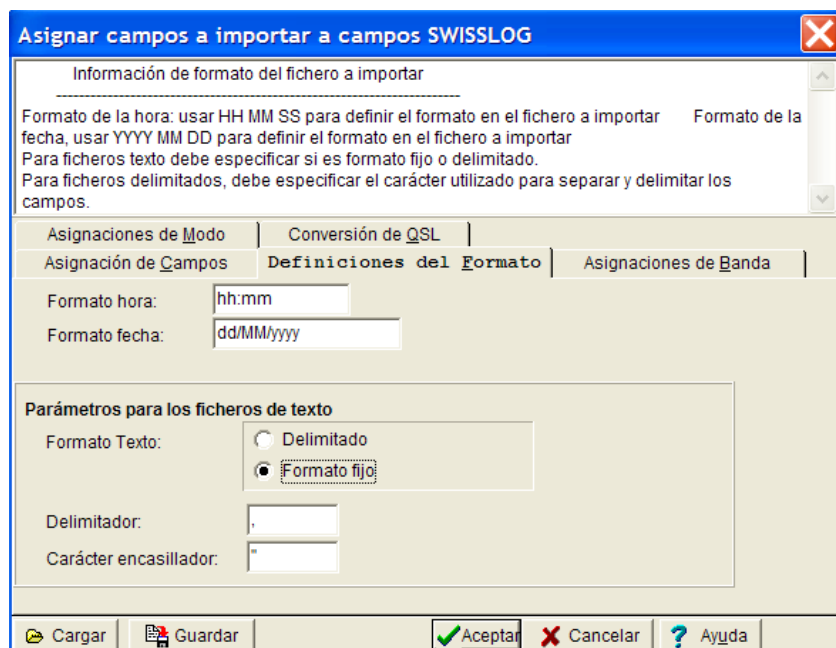 Asignar campos a importar a campos SWISSLOG
Información de formato del fichero a importar
----------------------------------------------------------------------
Formato de la hora: usar HH MM SS para definir el formato en el fichero a importar Formato de la
fecha, usar YYYY MM DD para definir el formato en el fichero a importar
Para ficheros texto debe especificar si es formato fijo o delimitado.
Para ficheros delimitados, debe especificar el carácter utilizado para separar y delimitar los
campos.
Asignaciones de Modo Conversión de QSL
Asignación de Campos Definiciones del Formato Asignaciones de Banda
Formato hora: hh:mm
Formato fecha: dd/MM/yyyy
Parámetros para los ficheros de texto
Formato Texto: Delimitado
Formato fijo
Delimitador: ,
Carácter encasillador: "
Cargar Guardar Aceptar Cancelar Ayuda